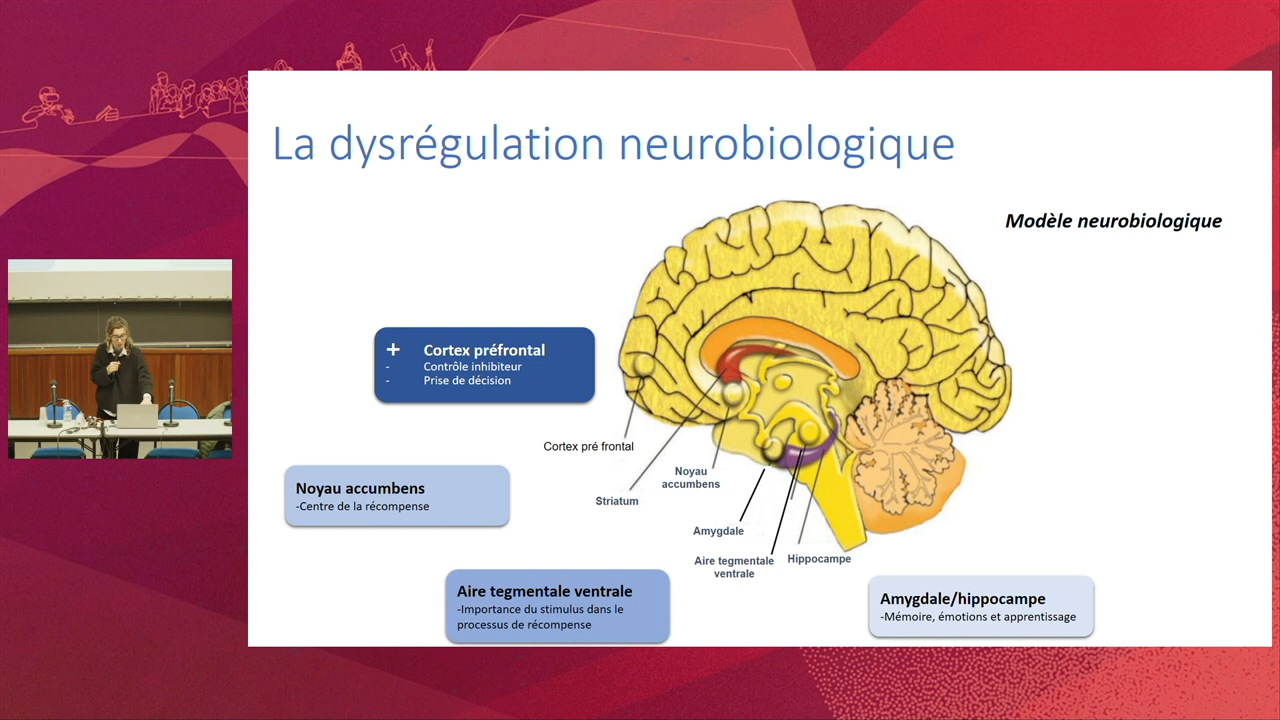 La dysrégulation neurobiologique
Modèle neurobiologique
+ Cortex préfrontal
- Contrôle inhibiteur
- Prise de décision
Cortex pré frontal
Noyau accumbens
-Centre de la récompense
Striatum
Noyau
accumbens
Amygdale
Aire tegmentale
ventrale
Hippocampe
Aire tegmentale ventrale
-Importance du stimulus dans le
processus de récompense
Amygdale/hippocampe
-Mémoire, émotions et apprentissage